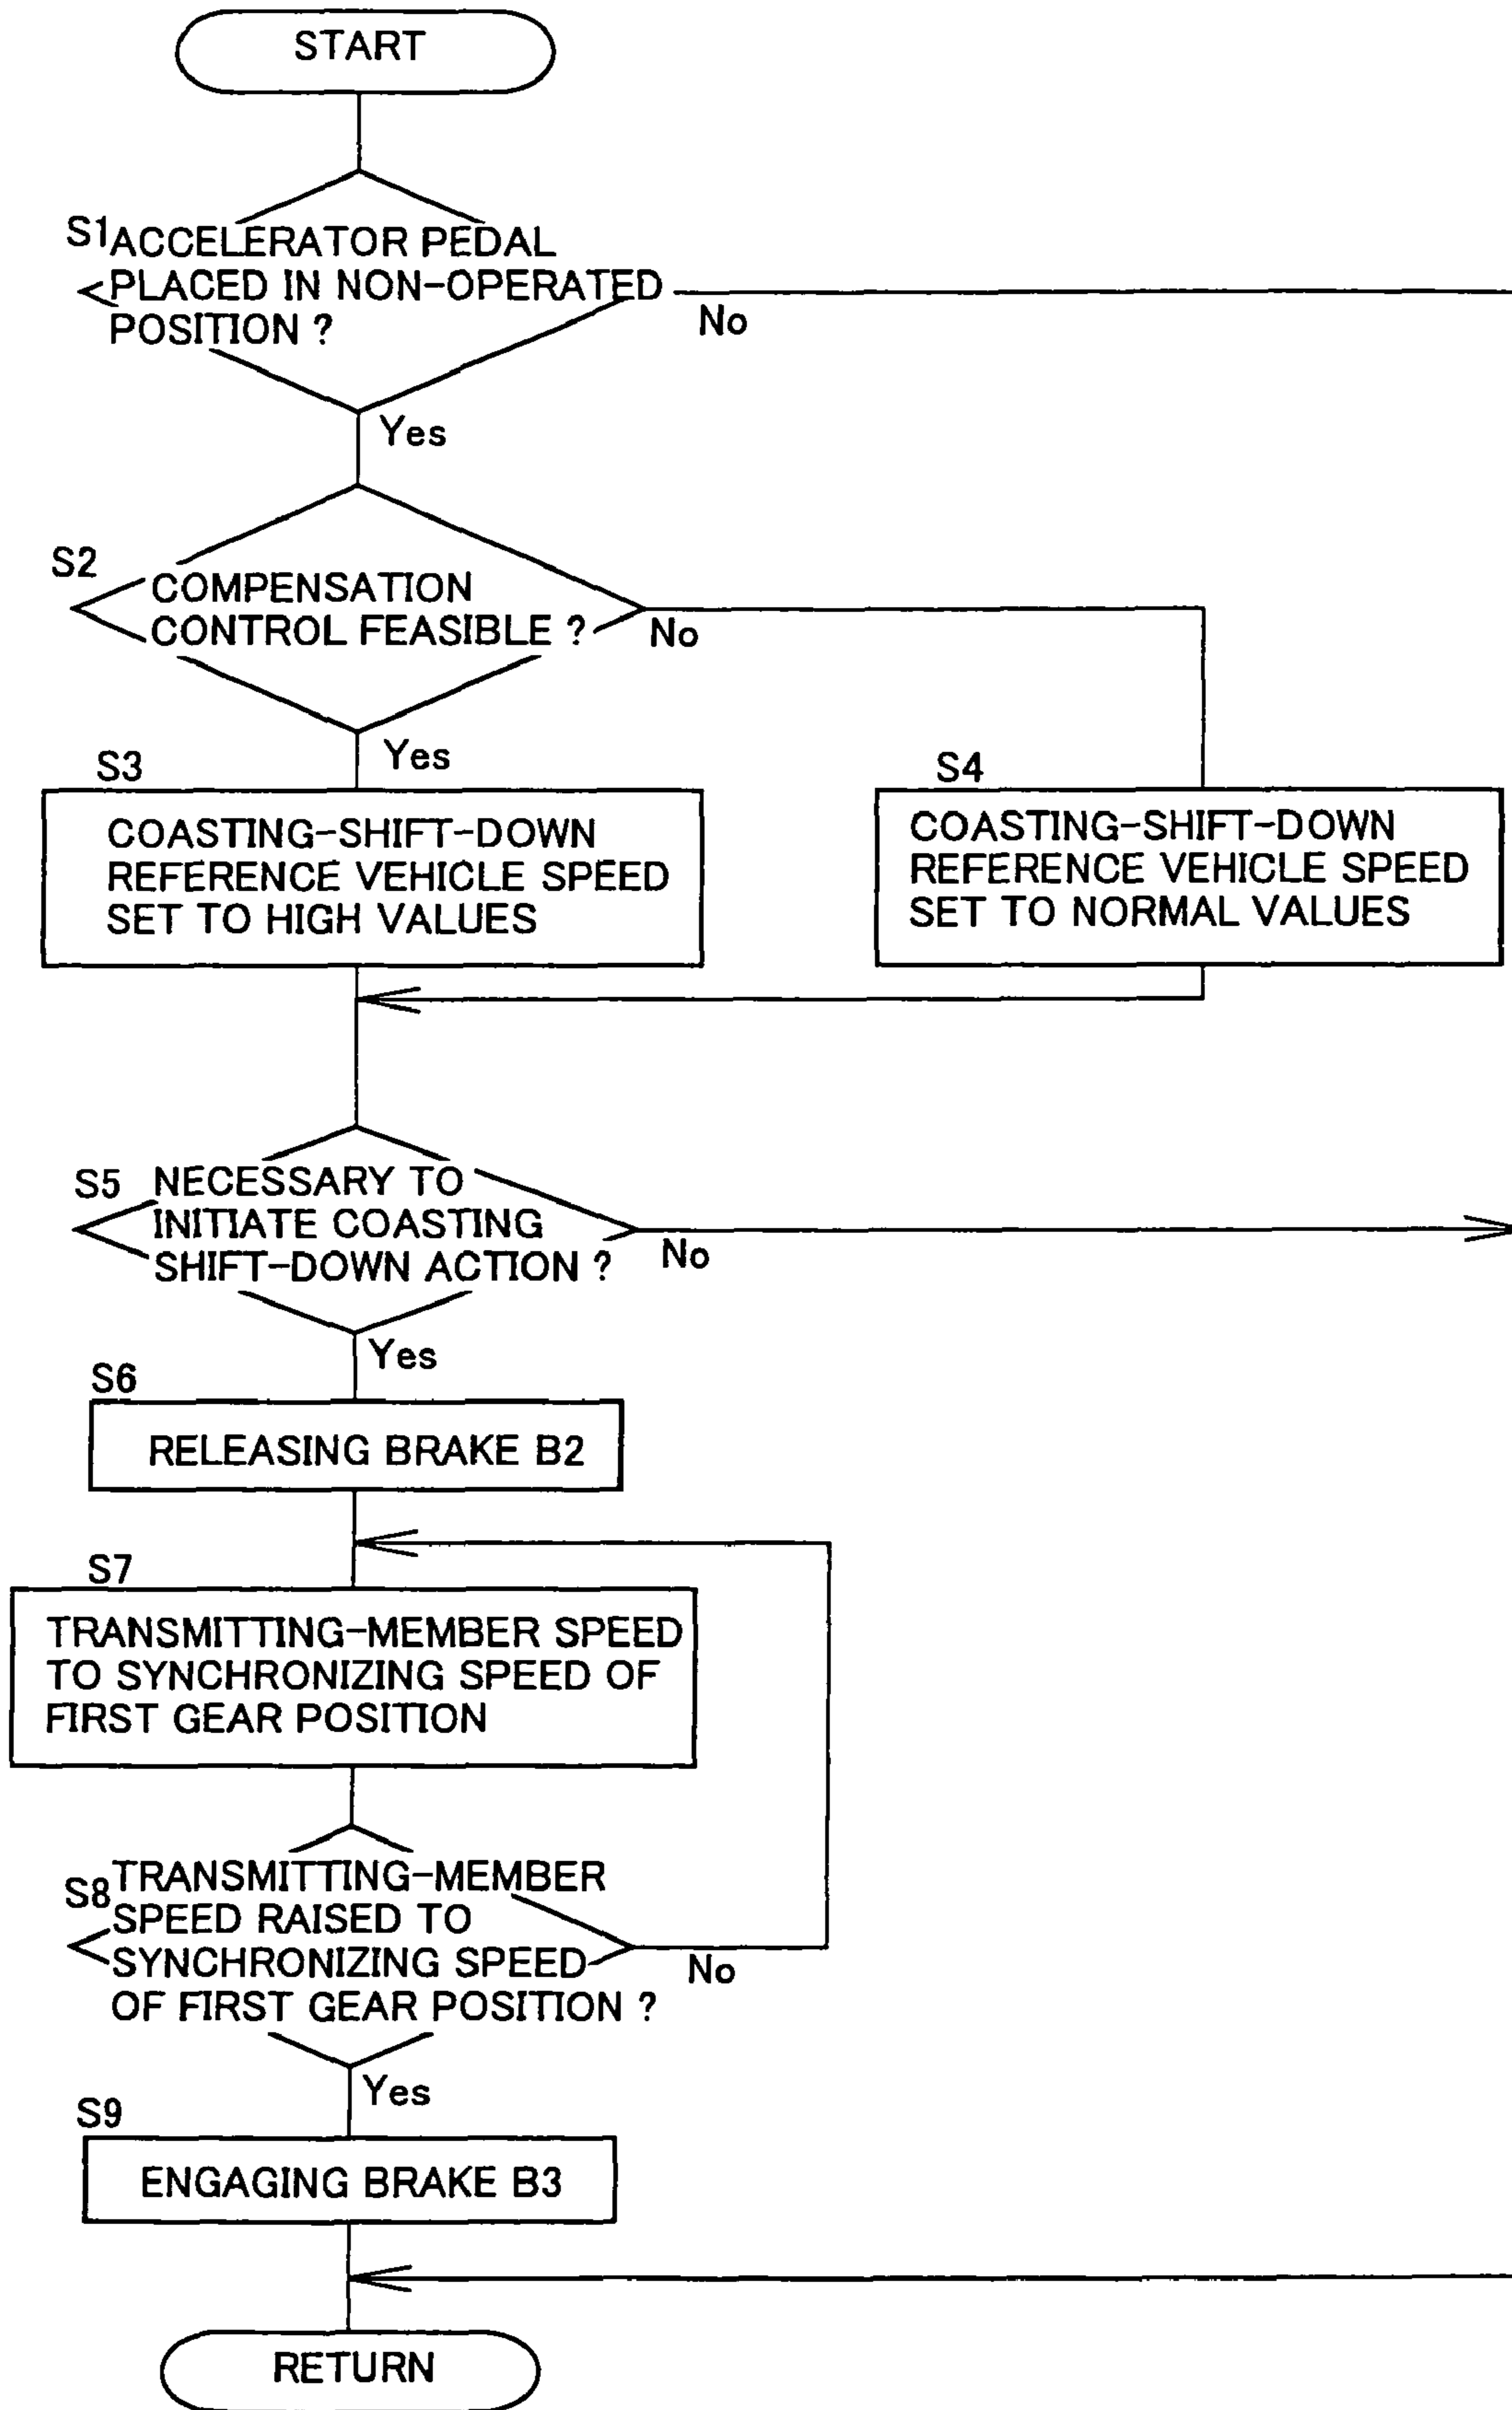 START
S1
ACCELERATOR PEDAL
PLACED IN NON-OPERATED
POSITION ?
No
Yes
S2
COMPENSATION
CONTROL FEASIBLE ?
No
Yes
S3
COASTING-SHIFT-DOWN
REFERENCE VEHICLE SPEED
SET TO HIGH VALUES
S4
COASTING-SHIFT-DOWN
REFERENCE VEHICLE SPEED
SET TO NORMAL VALUES
S5
NECESSARY TO
INITIATE COASTING
SHIFT-DOWN ACTION ?
No
Yes
S6
RELEASING BRAKE B2
S7
TRANSMITTING-MEMBER SPEED
TO SYNCHRONIZING SPEED OF
FIRST GEAR POSITION
S8
TRANSMITTING-MEMBER
SPEED RAISED TO
SYNCHRONIZING SPEED
OF FIRST GEAR POSITION ?
No
Yes
S9
ENGAGING BRAKE B3
RETURN